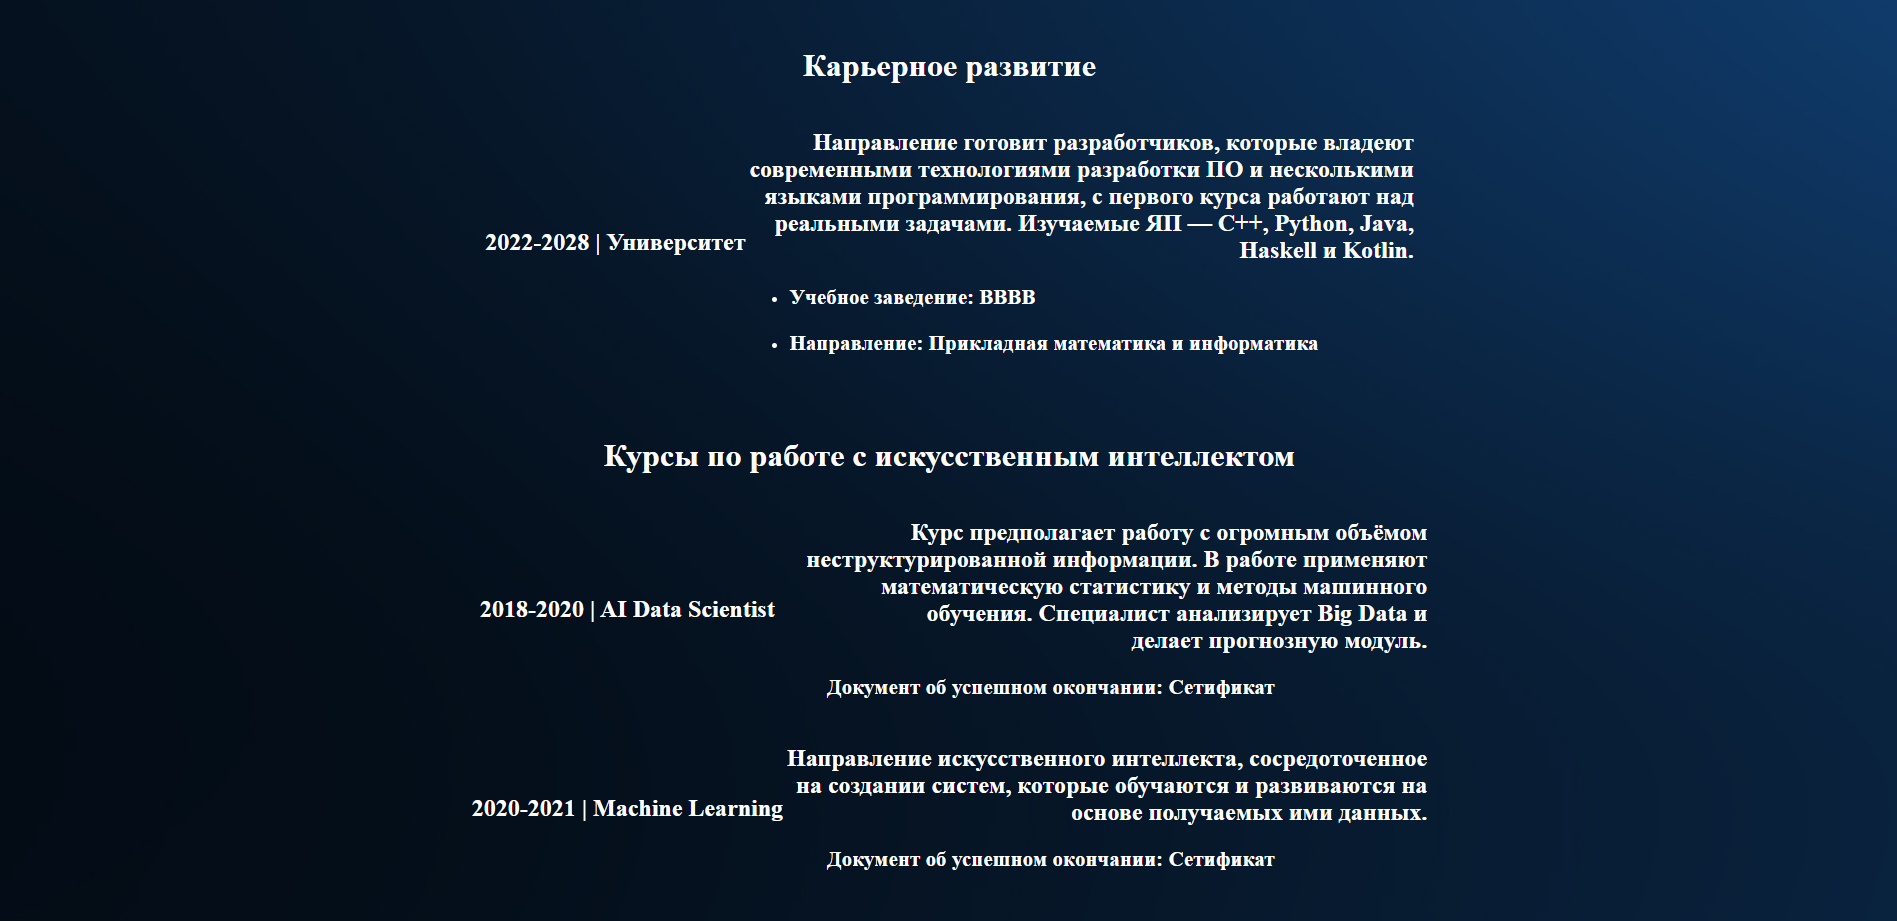 Карьерное развитие
Направление готовит разработчиков, которые владеют
современными технологиями разработки ПО и несколькими
языками программирования, с первого курса работают над
реальными задачами. Изучаемые ЯП — C++, Python, Java,
Haskell и Kotlin.
2022-2028 | Университет
• Учебное заведение: ВВВВ
• Направление: Прикладная математика и информатика
Курсы по работе с искусственным интеллектом
Курс предполагает работу с огромным объёмом
неструктурированной информации. В работе применяют
математическую статистику и методы машинного
обучения. Специалист анализирует Big Data и
делает прогнозную модуль.
2018-2020 | AI Data Scientist
Документ об успешном окончании: Сетификат
Направление искусственного интеллекта, сосредоточенное
на создании систем, которые обучаются и развиваются на
основе получаемых ими данных.
2020-2021 | Machine Learning
Документ об успешном окончании: Сетификат